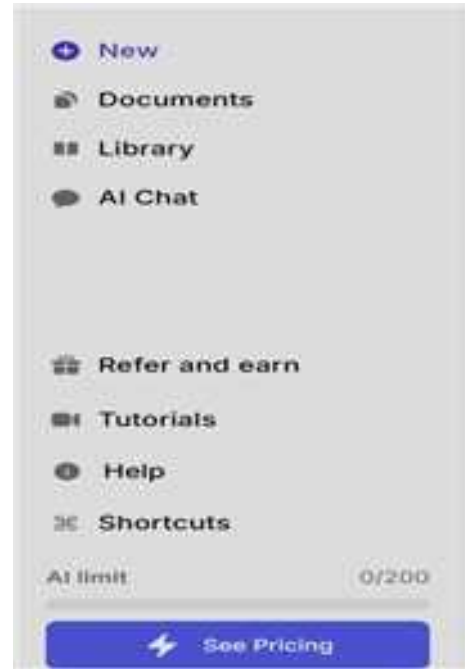 New
Documents
Library
AI Chat
Refer and earn
Tutorials
Help
Shortcuts
AI limit 0/200
See Pricing